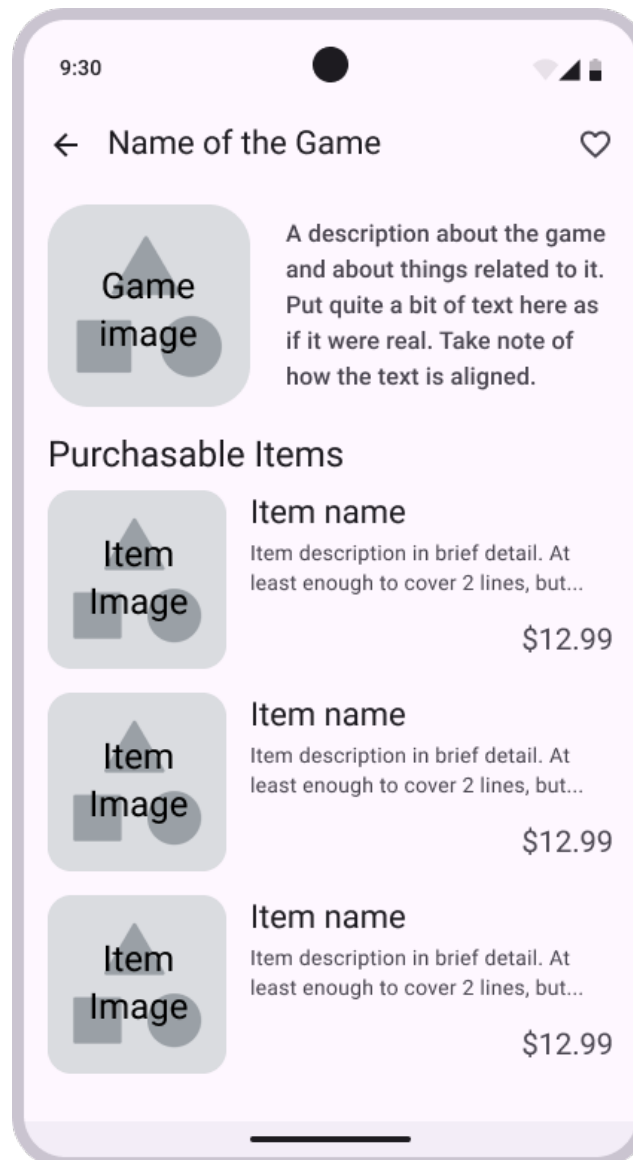 9:30
Name of the Game
Game
image
A description about the game
and about things related to it.
Put quite a bit of text here as
if it were real. Take note of
how the text is aligned.
Purchasable Items
Item
Image
Item name
Item description in brief detail. At
least enough to cover 2 lines, but...
$12.99
Item
Image
Item name
Item description in brief detail. At
least enough to cover 2 lines, but...
$12.99
Item
Image
Item name
Item description in brief detail. At
least enough to cover 2 lines, but...
$12.99